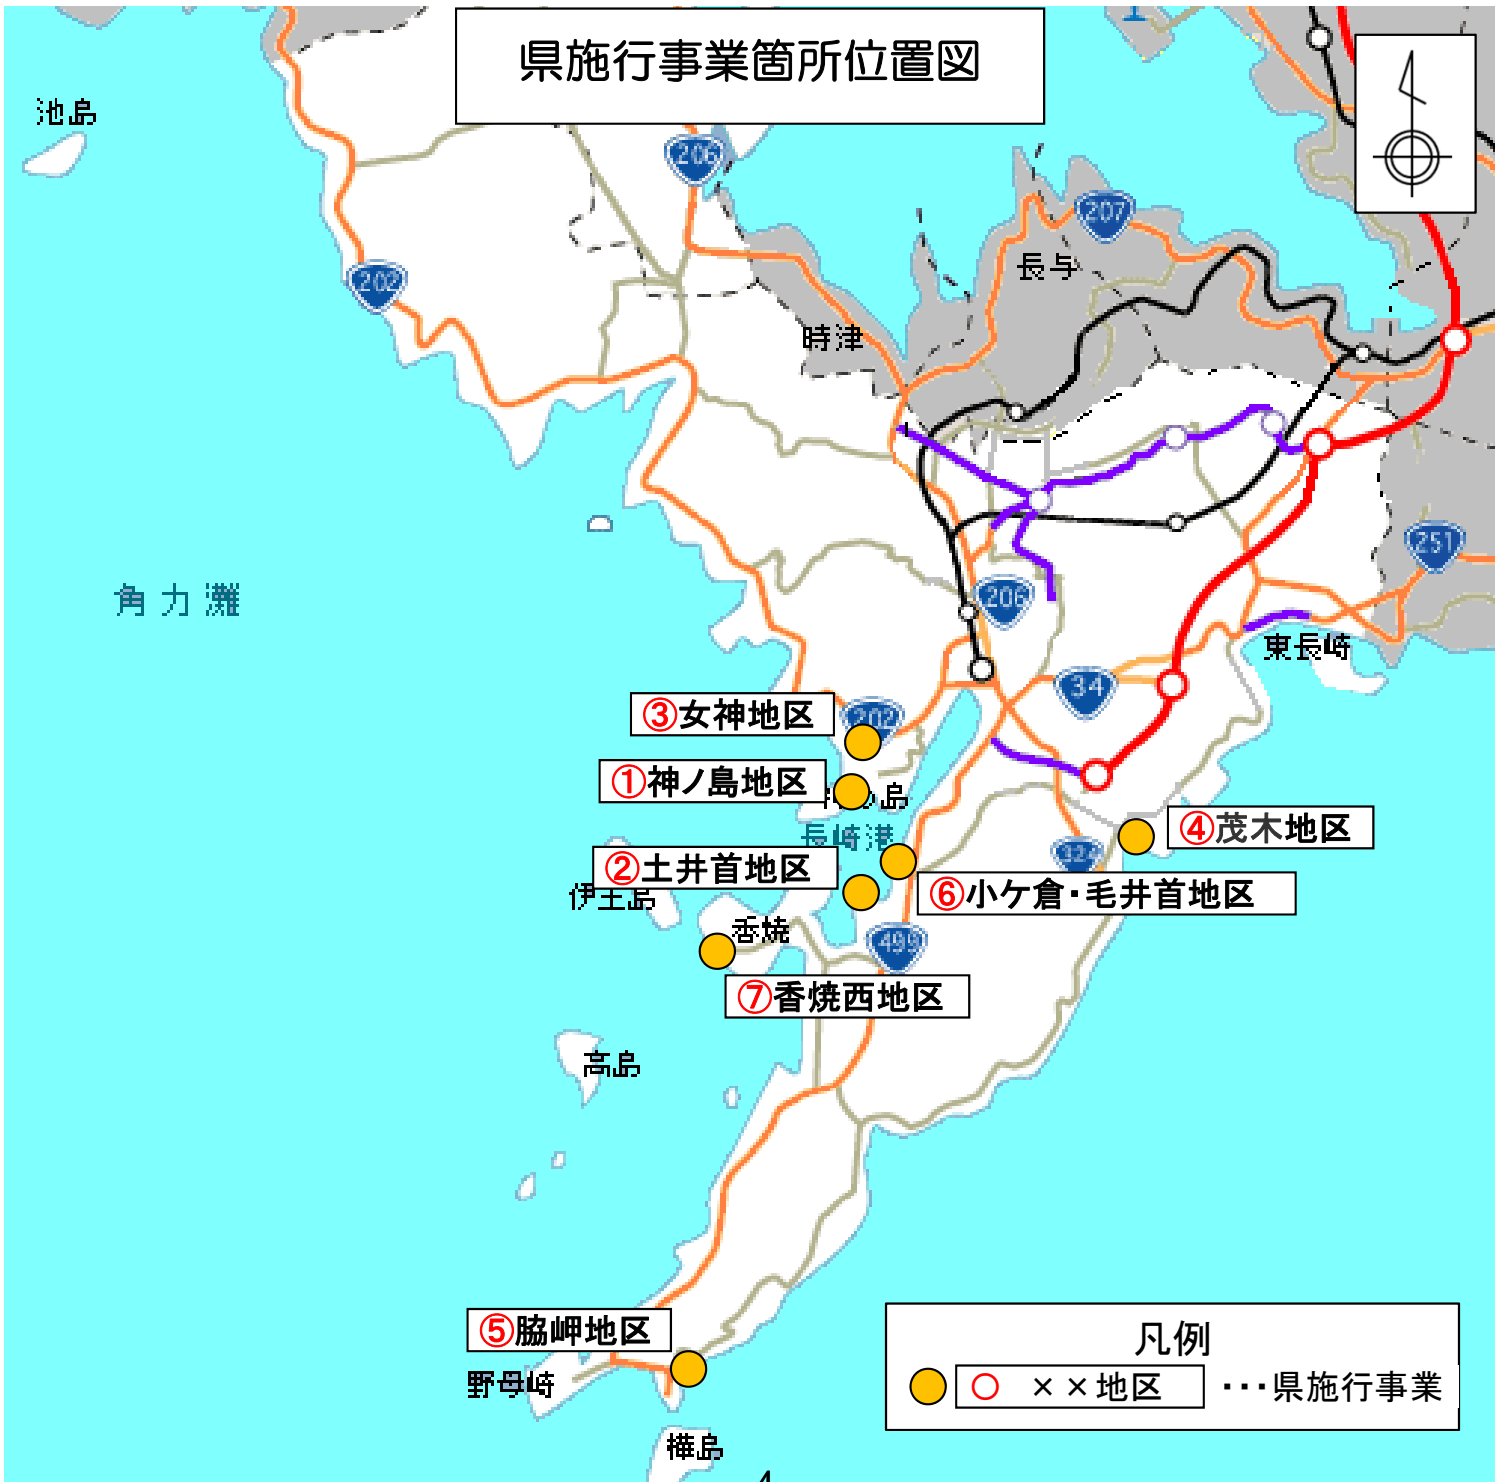 県施行事業箇所位置図
池島
206
207
長与
202
時津
251
角力灘
206
東長崎
34
③女神地区
202
①神ノ島地区
島
長崎港
④茂木地区
②土井首地区
324
伊王島
⑥小ケ倉・毛井首地区
香焼
499
⑦香焼西地区
高島
⑤脇岬地区
野母崎
樺島
凡例
○ ××地区 ･･･県施行事業
4